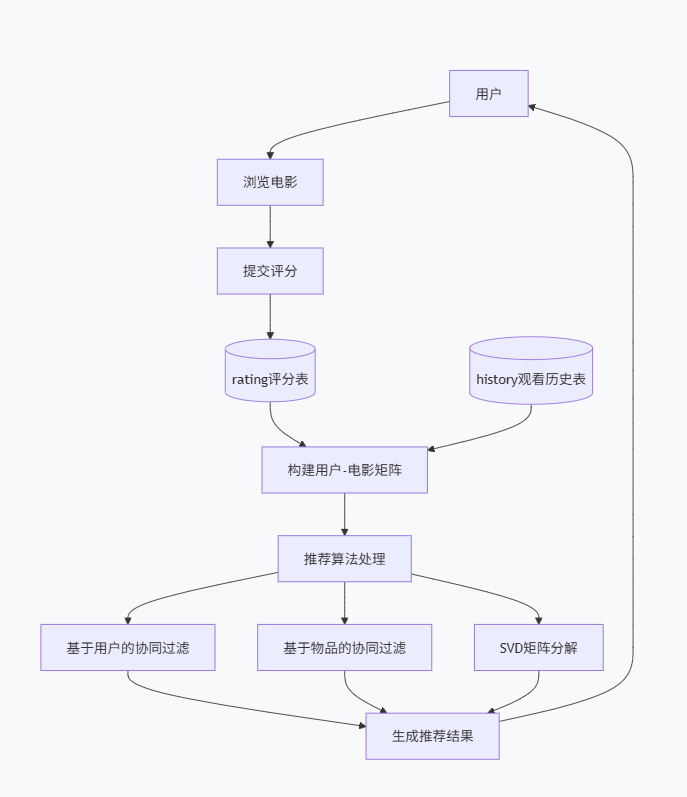 用户
浏览电影
提交评分
rating评分表
history观看历史表
构建用户-电影矩阵
推荐算法处理
基于用户的协同过滤
基于物品的协同过滤
SVD矩阵分解
生成推荐结果